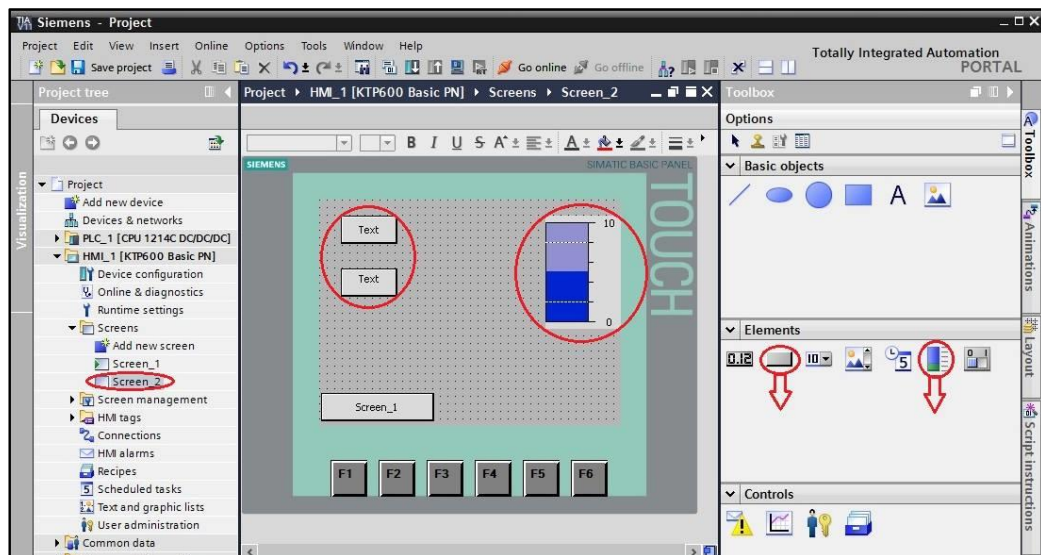 Siemens - Project
Project Edit View Insert Online Options Tools Window Help
Save project Go online Go offline
Totally Integrated Automation
PORTAL
Project tree
Devices
Visualization
Project
Add new device
Devices & networks
PLC_1 [CPU 1214C DC/DC/DC]
HMI_1 [KTP600 Basic PN]
Device configuration
Online & diagnostics
Runtime settings
Screens
Add new screen
Screen_1
Screen_2
Screen management
HMI tags
Connections
HMI alarms
Recipes
Scheduled tasks
Text and graphic lists
User administration
Common data
Project HMI_1 [KTP600 Basic PN] Screens Screen_2
B I U S A A
SIEMENS
SIMATIC BASIC PANEL
TOUCH
Text
Text
10
0
Screen_1
F1 F2 F3 F4 F5 F6
Toolbox
Options
Basic objects
A
Elements
0.12 10 5
Controls
Toolbox
Animations
Layout
Script instructions